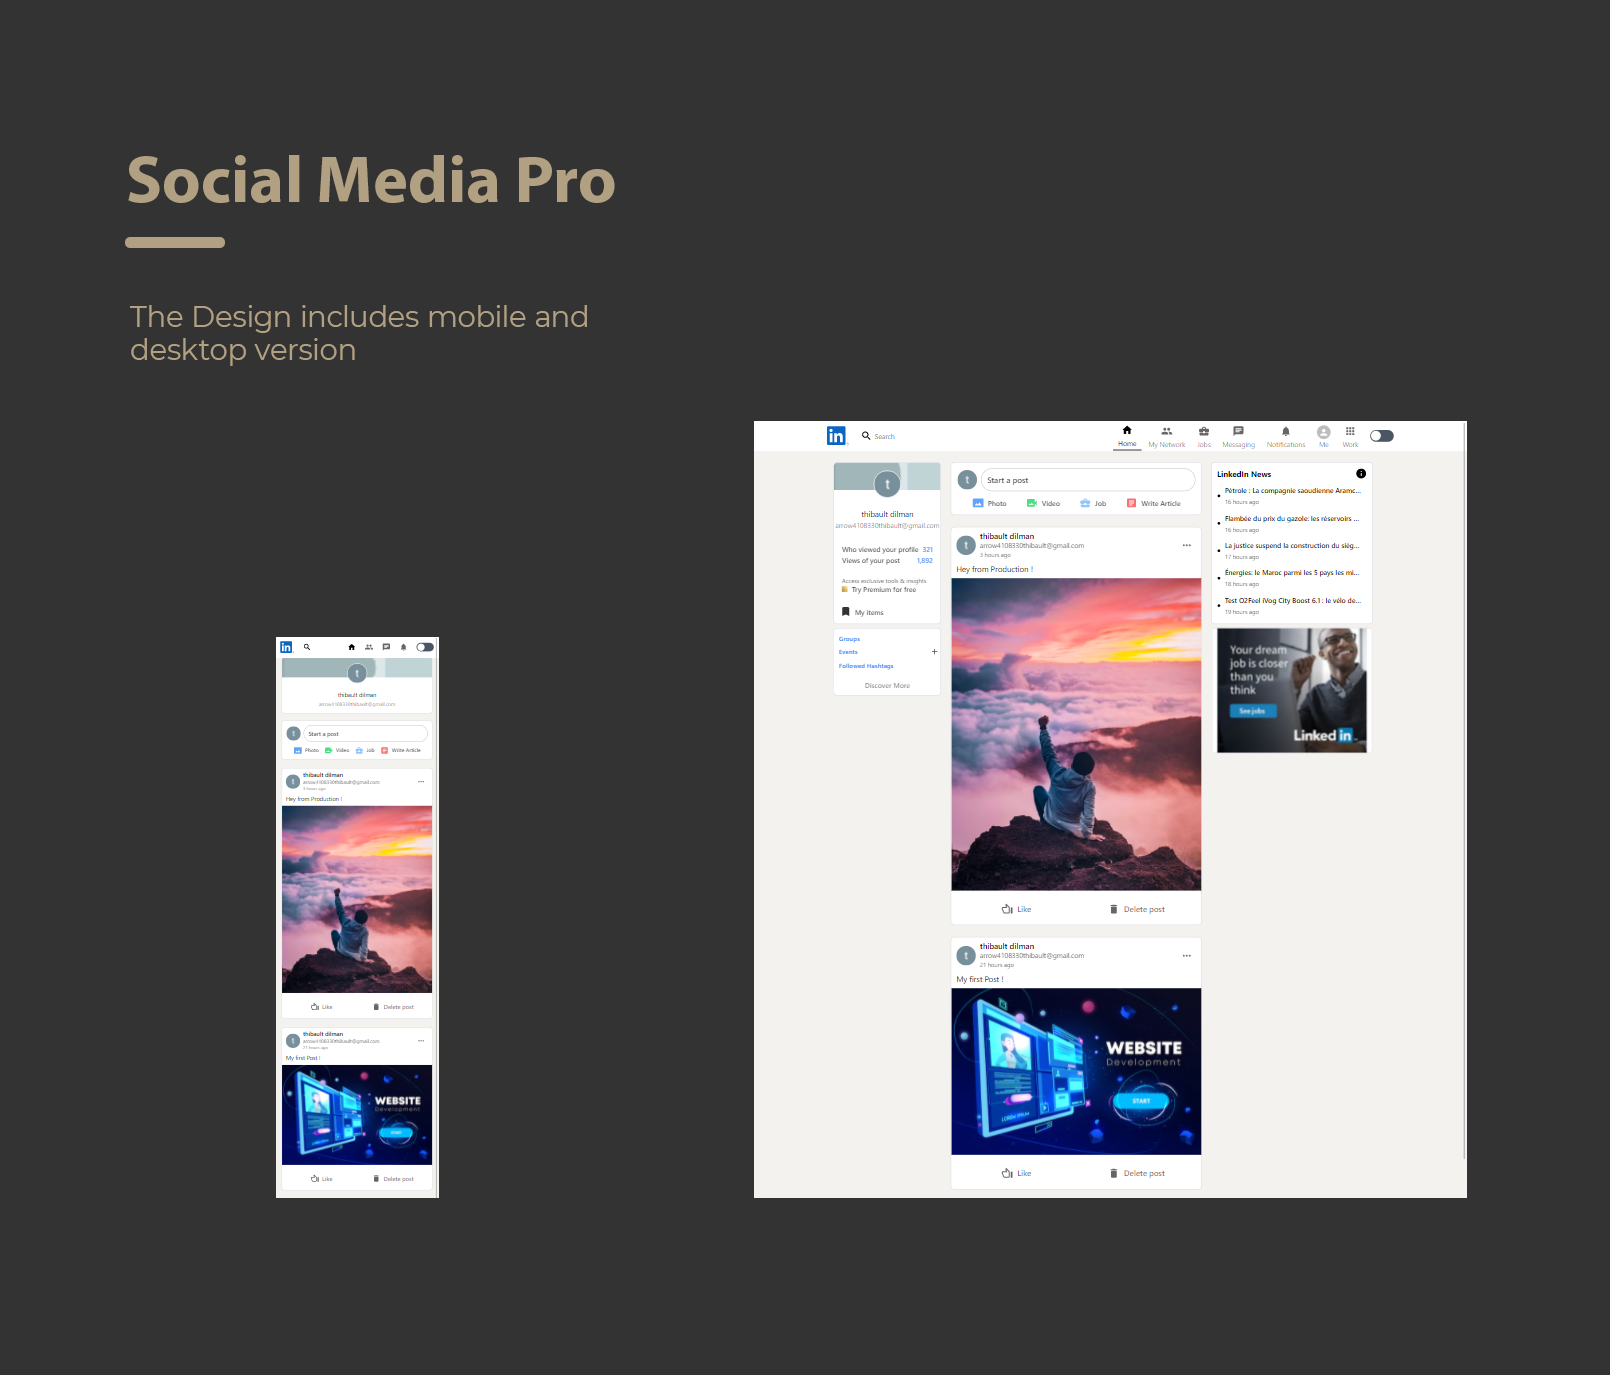 Social Media Pro
The Design includes mobile and
desktop version
in
Search
Home
My Network
Jobs
Messaging
Notifications
Me
Work
t
thibault dilman
arrow4108330thibault@gmail.com
Who viewed your profile 321
Views of your post 1,892
Access exclusive tools & insights
Try Premium for free
My items
Groups
Events +
Followed Hashtags
Discover More
t
Start a post
Photo
Video
Job
Write Article
t
thibault dilman
arrow4108330thibault@gmail.com
3 hours ago
Hey from Production !
Like
Delete post
t
thibault dilman
arrow4108330thibault@gmail.com
21 hours ago
My first Post !
WEBSITE
Development
START
LOREM IPSUM
Like
Delete post
LinkedIn News
Pétrole : La compagnie saoudienne Aramc...
16 hours ago
Flambée du prix du gazole: les réservoirs ...
16 hours ago
La justice suspend la construction du sièg...
17 hours ago
Énergies: le Maroc parmi les 5 pays les mi...
18 hours ago
Test O2Feel iVog City Boost 6.1 : le vélo de...
19 hours ago
Your dream
job is closer
than you
think
See jobs
Linked in
in
t
thibault dilman
arrow4108330thibault@gmail.com
t
Start a post
Photo
Video
Job
Write Article
t
thibault dilman
arrow4108330thibault@gmail.com
3 hours ago
Hey from Production !
Like
Delete post
t
thibault dilman
arrow4108330thibault@gmail.com
21 hours ago
My first Post !
WEBSITE
Development
START
LOREM IPSUM
Like
Delete post